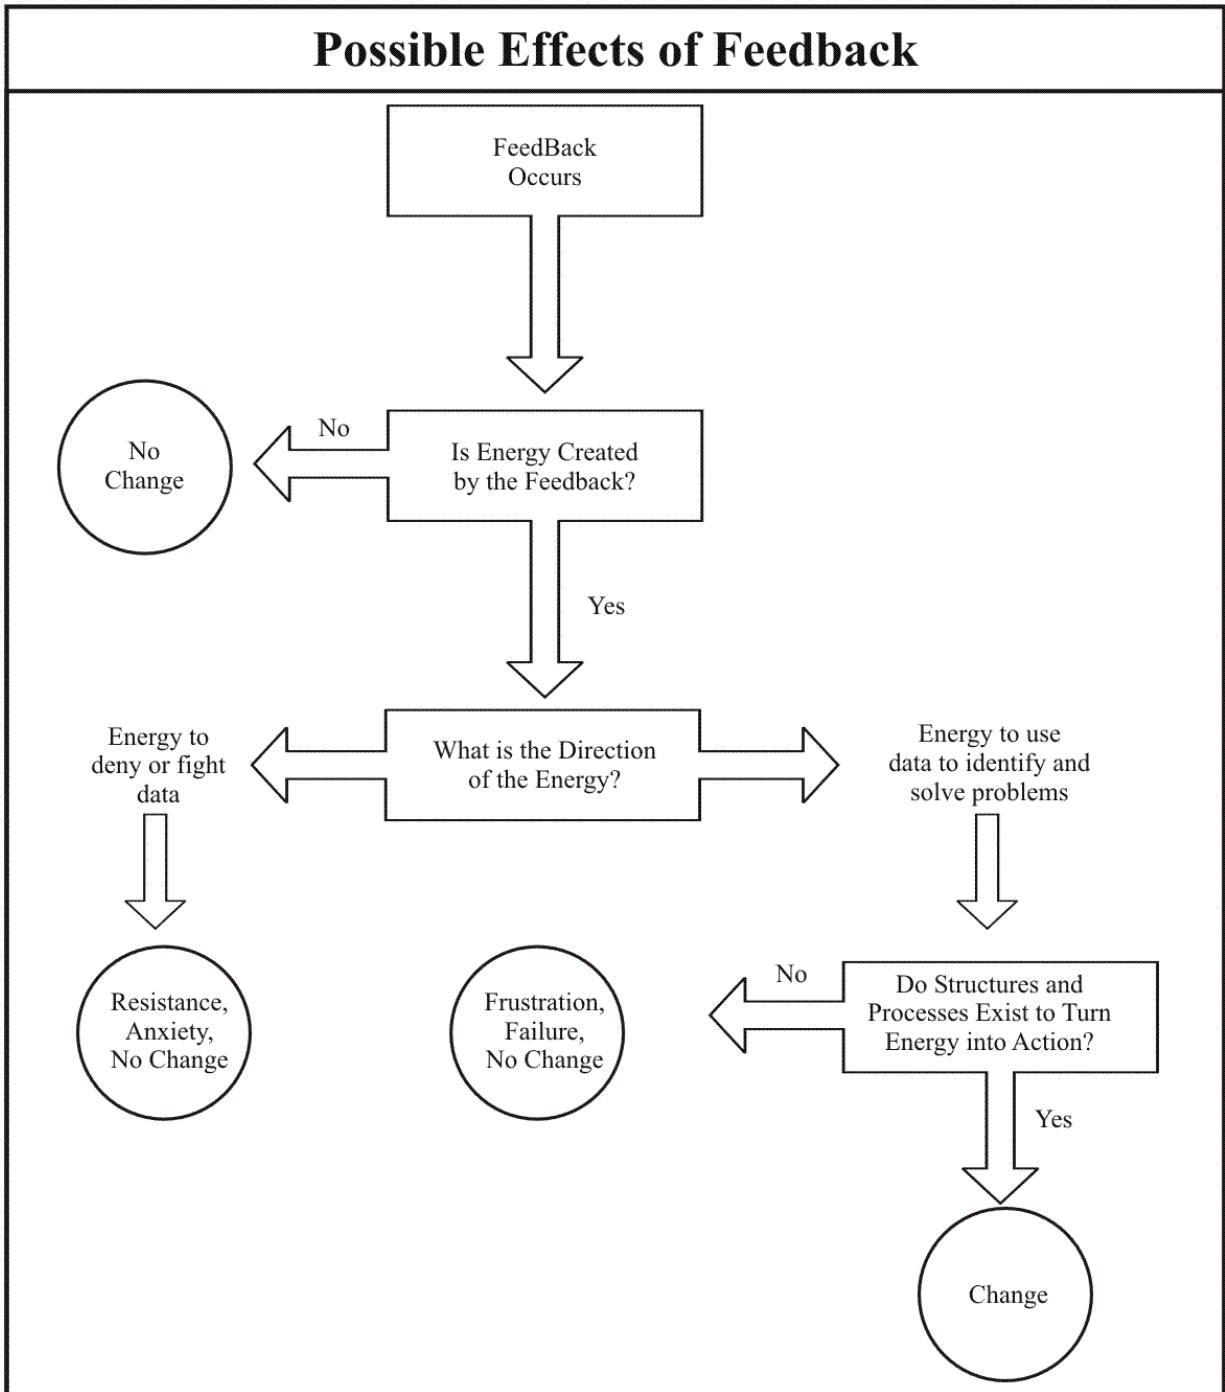 Possible Effects of Feedback
FeedBack
Occurs
No
Change
No
Is Energy Created
by the Feedback?
Yes
Energy to
deny or fight
data
What is the Direction
of the Energy?
Energy to use
data to identify and
solve problems
Resistance,
Anxiety,
No Change
Frustration,
Failure,
No Change
No
Do Structures and
Processes Exist to Turn
Energy into Action?
Yes
Change